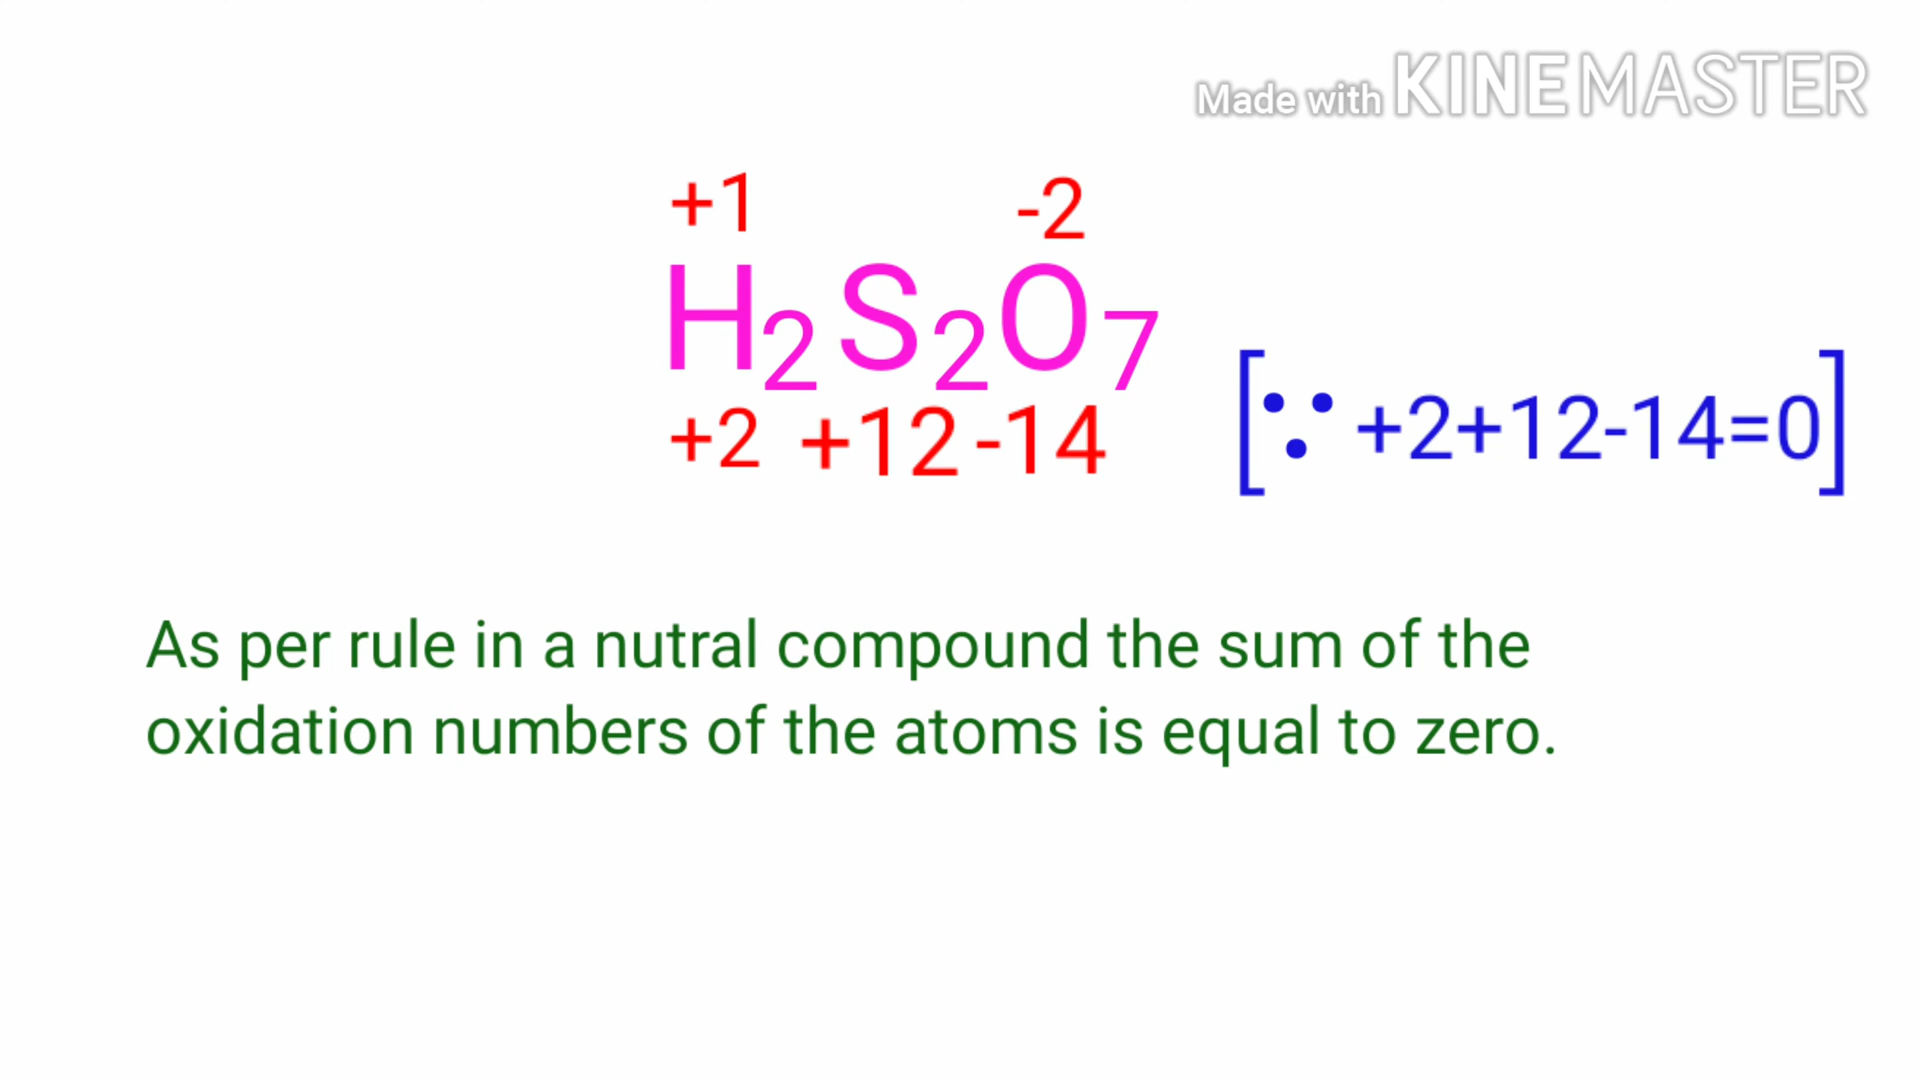 Made with KINEMASTER
+1 -2
H2S2O7
+2 +12 -14 [∵ +2+12-14=0]
As per rule in a nutral compound the sum of the
oxidation numbers of the atoms is equal to zero.